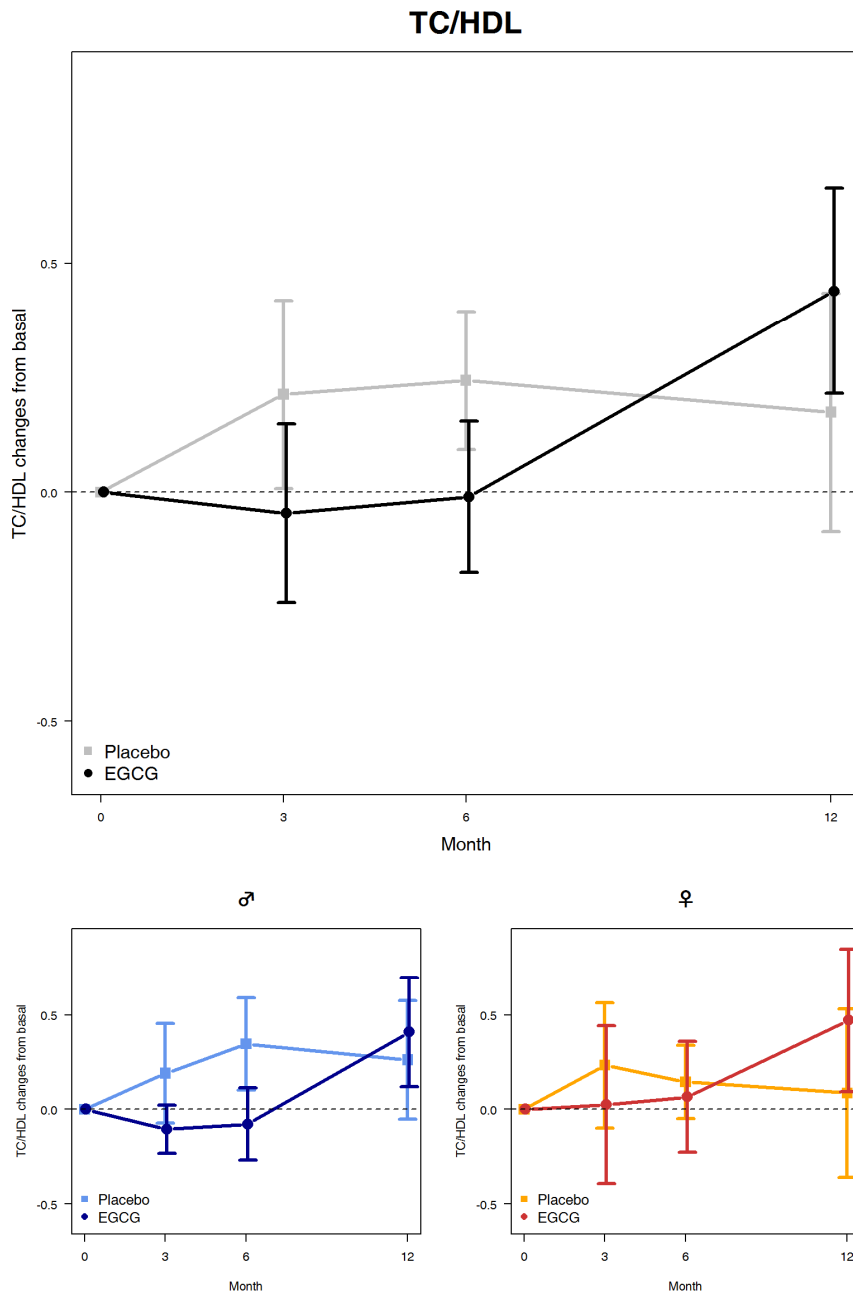 TC/HDL
TC/HDL changes from basal
0.5
0.0
-0.5
Placebo
EGCG
0 3 6 12
Month
♂
TC/HDL changes from basal
0.5
0.0
-0.5
Placebo
EGCG
0 3 6 12
Month
♀
TC/HDL changes from basal
0.5
0.0
-0.5
Placebo
EGCG
0 3 6 12
Month